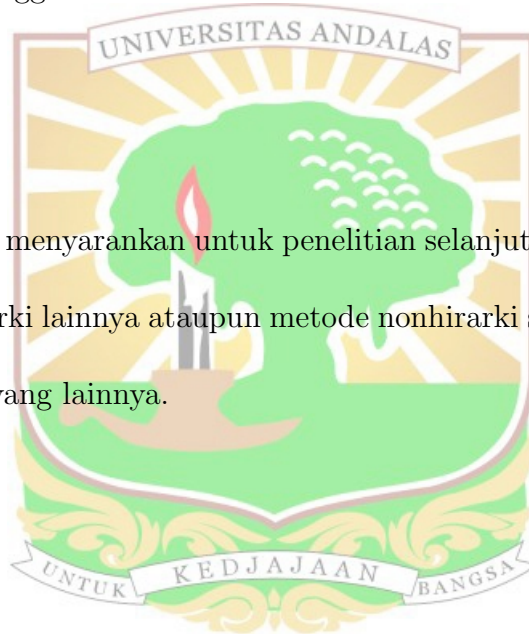 UNIVERSITAS ANDALAS
menyarankan untuk penelitian selanjut
rki lainnya ataupun metode nonhirarki s
yang lainnya.
UNTUK KEDJAJAAN BANGSA